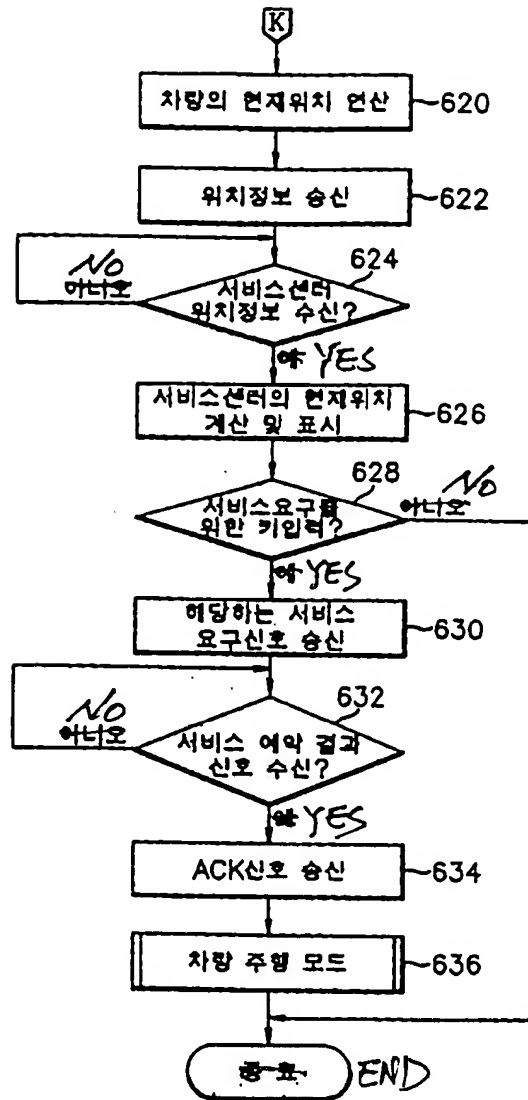 K
차량의 현재위치 연산
620
위치정보 송신
622
624
NO
아니오
서비스센터
위치정보 수신?
예 YES
서비스센터의 현재위치
계산 및 표시
626
628
NO
아니오
서비스요구를
위한 키입력?
예 YES
해당하는 서비스
요구신호 송신
630
632
NO
아니오
서비스 예약 결과
신호 수신?
예 YES
ACK신호 송신
634
차량 주행 모드
636
종료 END